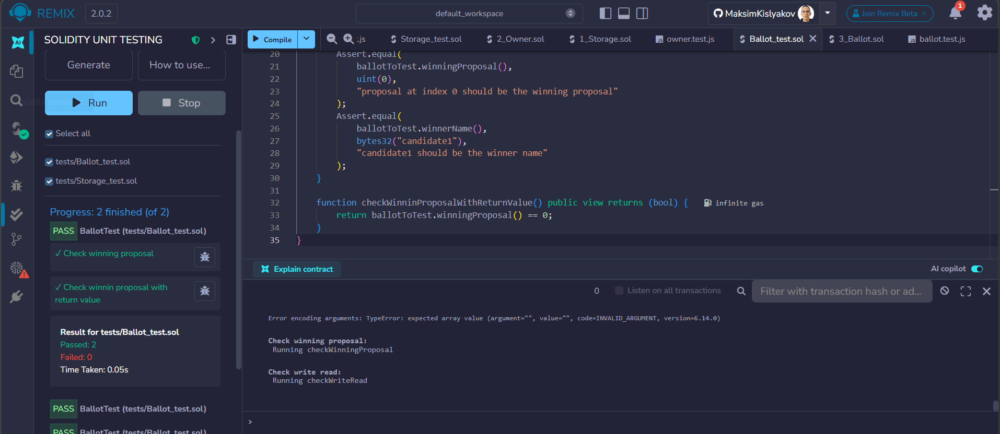 REMIX
2.0.2
default_workspace
MaksimKislyakov
Join Remix Beta ×
1
AI
SOLIDITY UNIT TESTING
Generate
How to use...
Run
Stop
Select all
tests/Ballot_test.sol
tests/Storage_test.sol
Progress: 2 finished (of 2)
PASS BallotTest (tests/Ballot_test.sol)
✓ Check winning proposal
✓ Check winnin proposal with
return value
Result for tests/Ballot_test.sol
Passed: 2
Failed: 0
Time Taken: 0.05s
PASS BallotTest (tests/Ballot_test.sol)
PASS BallotTest (tests/Ballot_test.sol)
Compile
.js
Storage_test.sol
2_Owner.sol
1_Storage.sol
JS owner.test.js
Ballot_test.sol
3_Ballot.sol
JS ballot.test.js
20 Assert.equal(
21 ballotToTest.winningProposal(),
22 uint(0),
23 "proposal at index 0 should be the winning proposal"
24 );
25 Assert.equal(
26 ballotToTest.winnerName(),
27 bytes32("candidate1"),
28 "candidate1 should be the winner name"
29 );
30 }
31
32 function checkWinninProposalWithReturnValue() public view returns (bool) { infinite gas
33 return ballotToTest.winningProposal() == 0;
34 }
35 }
Explain contract
AI copilot
0
Listen on all transactions
Filter with transaction hash or ad...
Error encoding arguments: TypeError: expected array value (argument="", value="", code=INVALID_ARGUMENT, version=6.14.0)
Check winning proposal:
Running checkWinningProposal
Check write read:
Running checkWriteRead
>